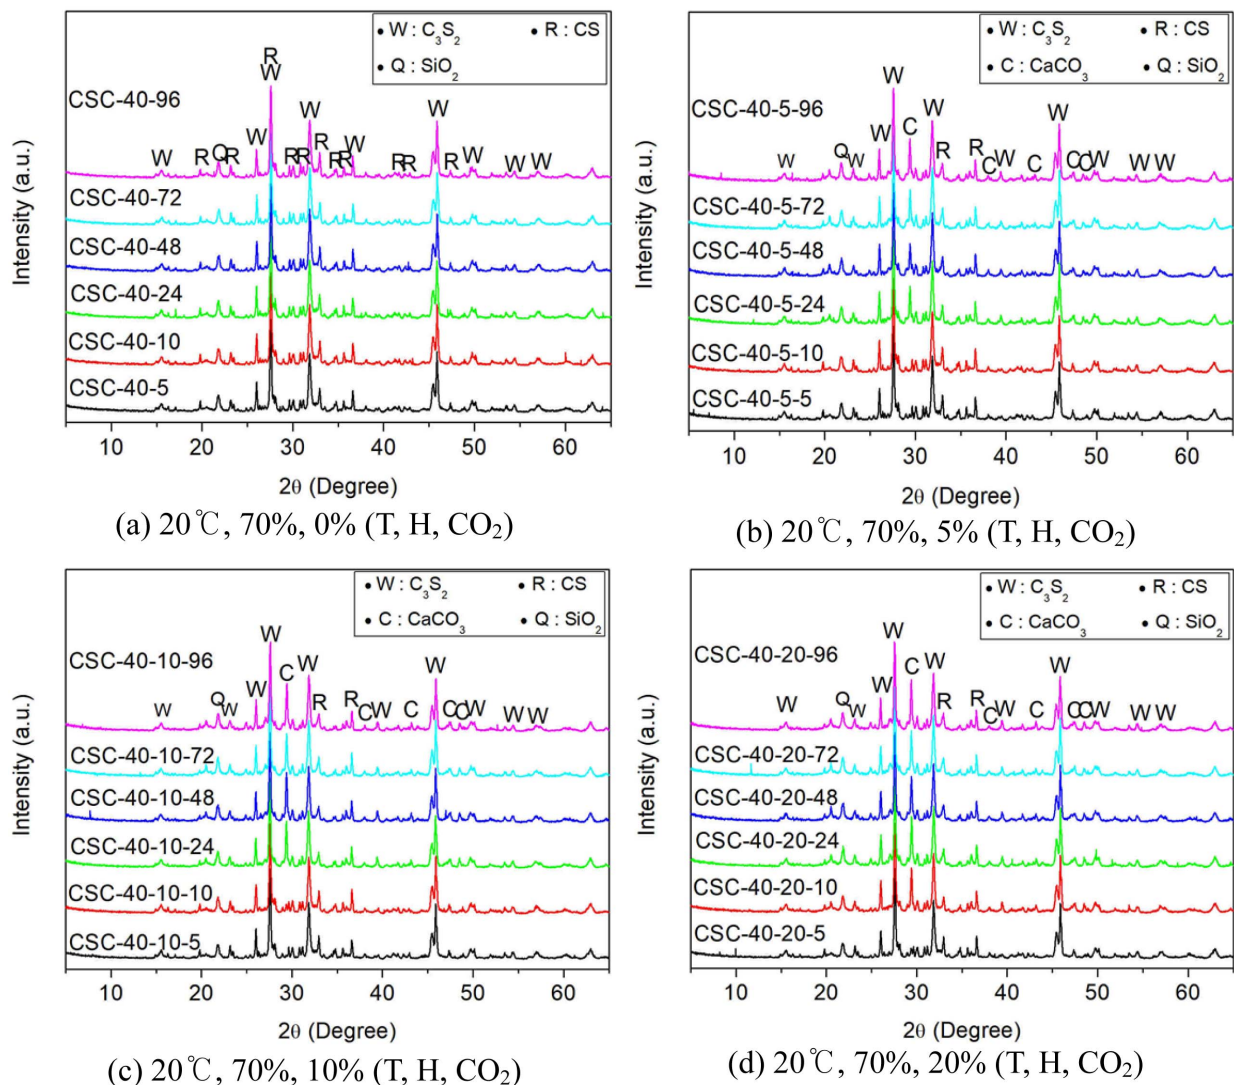 Intensity (a.u.)
• W : C₃S₂ • R : CS
• Q : SiO₂
CSC-40-96
CSC-40-72
CSC-40-48
CSC-40-24
CSC-40-10
CSC-40-5
W R Q R W R W R R W R R R W R R W R W W W
10 20 30 40 50 60
2θ (Degree)
(a) 20℃, 70%, 0% (T, H, CO₂)
Intensity (a.u.)
• W : C₃S₂ • R : CS
• C : CaCO₃ • Q : SiO₂
CSC-40-5-96
CSC-40-5-72
CSC-40-5-48
CSC-40-5-24
CSC-40-5-10
CSC-40-5-5
W Q W W W C W R R C W C W C C W W W
10 20 30 40 50 60
2θ (Degree)
(b) 20℃, 70%, 5% (T, H, CO₂)
Intensity (a.u.)
• W : C₃S₂ • R : CS
• C : CaCO₃ • Q : SiO₂
CSC-40-10-96
CSC-40-10-72
CSC-40-10-48
CSC-40-10-24
CSC-40-10-10
CSC-40-10-5
W Q W W W C W R R C W C W C C W W W
10 20 30 40 50 60
2θ (Degree)
(c) 20℃, 70%, 10% (T, H, CO₂)
Intensity (a.u.)
• W : C₃S₂ • R : CS
• C : CaCO₃ • Q : SiO₂
CSC-40-20-96
CSC-40-20-72
CSC-40-20-48
CSC-40-20-24
CSC-40-20-10
CSC-40-20-5
W Q W W W C W R R C W C W C C W W W
10 20 30 40 50 60
2θ (Degree)
(d) 20℃, 70%, 20% (T, H, CO₂)